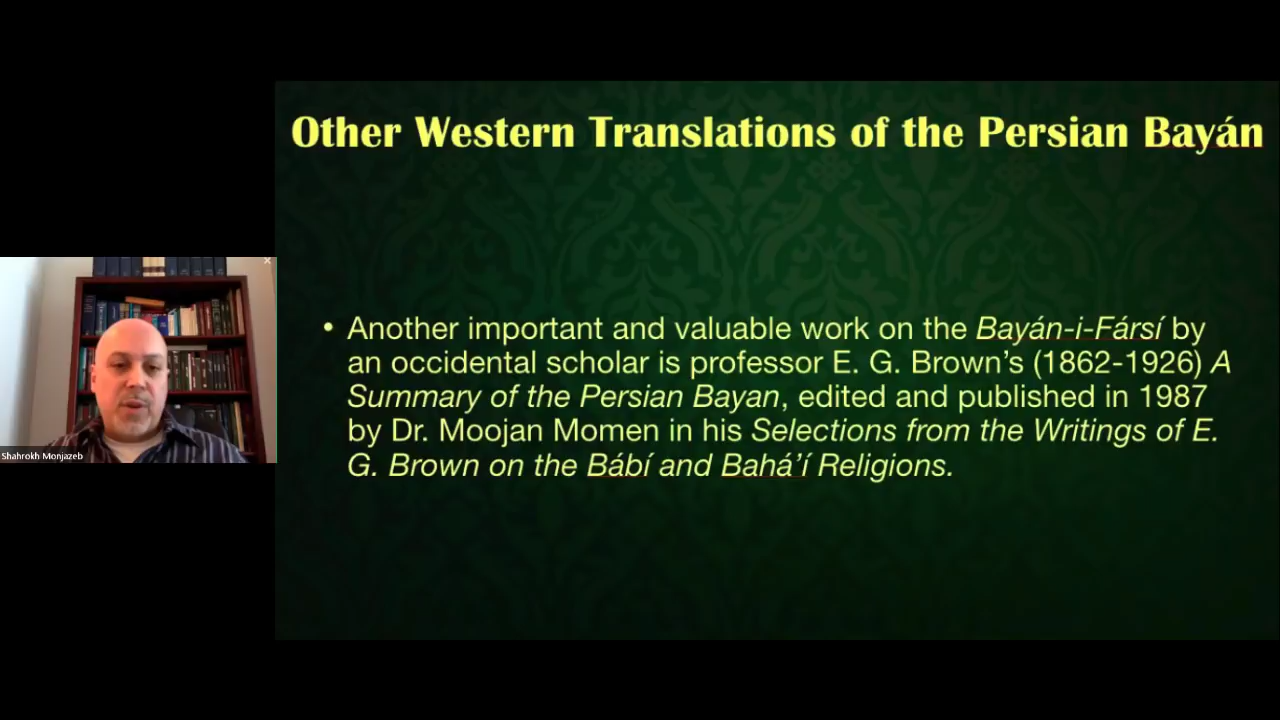 Other Western Translations of the Persian Bayán
• Another important and valuable work on the Bayán-i-Fársí by
an occidental scholar is professor E. G. Brown’s (1862-1926) A
Summary of the Persian Bayan, edited and published in 1987
by Dr. Moojan Momen in his Selections from the Writings of E.
G. Brown on the Bábí and Bahá’í Religions.
Shahrokh Monjazeb